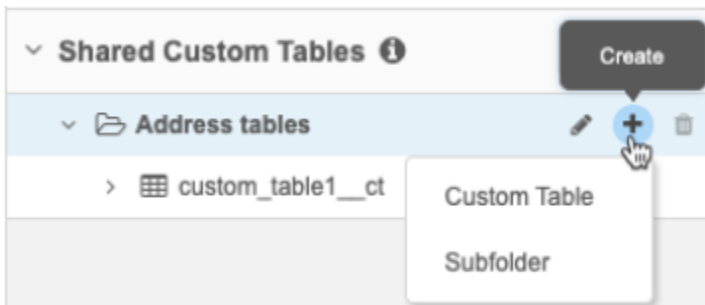 Shared Custom Tables
Create
Address tables
custom_table1__ct
Custom Table
Subfolder